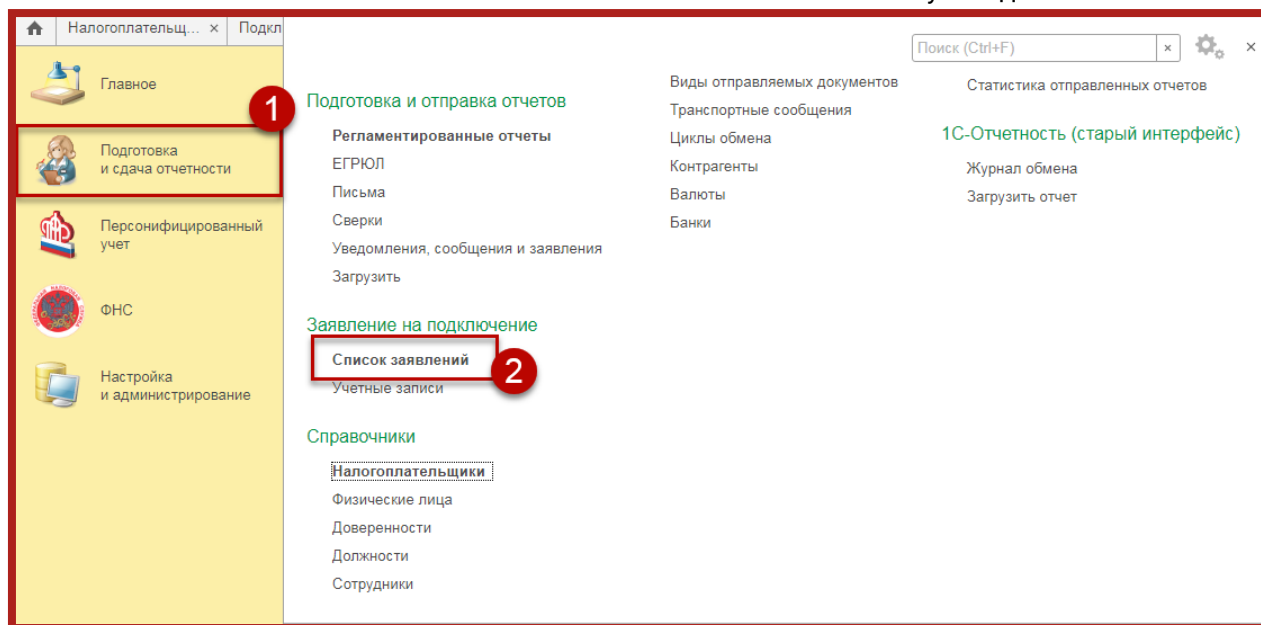 Налогоплательщ... ×
Подкл
Поиск (Ctrl+F) ×
×
Главное
1
Подготовка
и сдача отчетности
Персонифицированный
учет
ФНС
Настройка
и администрирование
Подготовка и отправка отчетов
Регламентированные отчеты
ЕГРЮЛ
Письма
Сверки
Уведомления, сообщения и заявления
Загрузить
Заявление на подключение
Список заявлений
2
Учетные записи
Справочники
Налогоплательщики
Физические лица
Доверенности
Должности
Сотрудники
Виды отправляемых документов
Транспортные сообщения
Циклы обмена
Контрагенты
Валюты
Банки
Статистика отправленных отчетов
1С-Отчетность (старый интерфейс)
Журнал обмена
Загрузить отчет